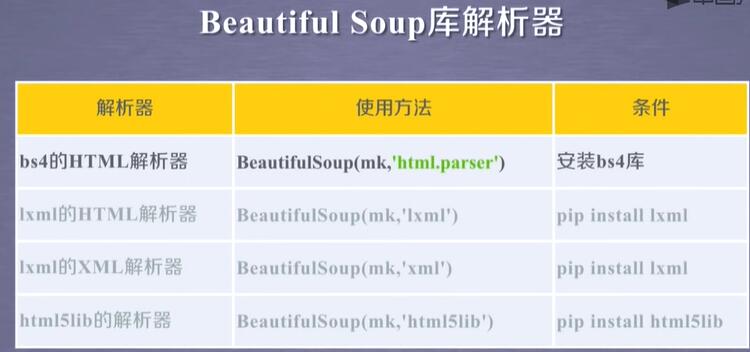 Beautiful Soup库解析器
解析器 使用方法 条件
bs4的HTML解析器 BeautifulSoup(mk,'html.parser') 安装bs4库
lxml的HTML解析器 BeautifulSoup(mk,'lxml') pip install lxml
lxml的XML解析器 BeautifulSoup(mk,'xml') pip install lxml
html5lib的解析器 BeautifulSoup(mk,'html5lib') pip install html5lib